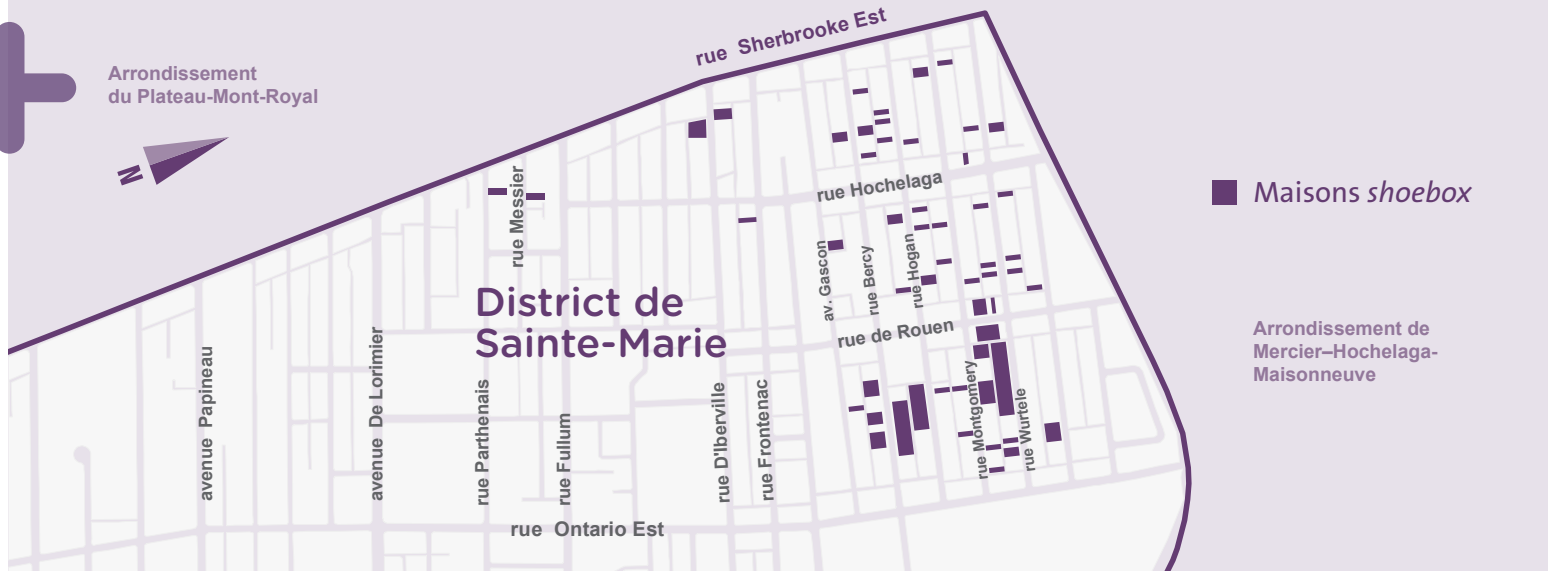 rue Sherbrooke Est
Arrondissement
du Plateau-Mont-Royal
N
rue Messier
rue Hochelaga
Maisons shoebox
av. Gascon
rue Bercy
rue Hogan
District de
Sainte-Marie
rue de Rouen
Arrondissement de
Mercier–Hochelaga-
Maisonneuve
avenue Papineau
avenue De Lorimier
rue Parthenais
rue Fullum
rue D'Iberville
rue Frontenac
rue Montgomery
rue Wurtele
rue Ontario Est